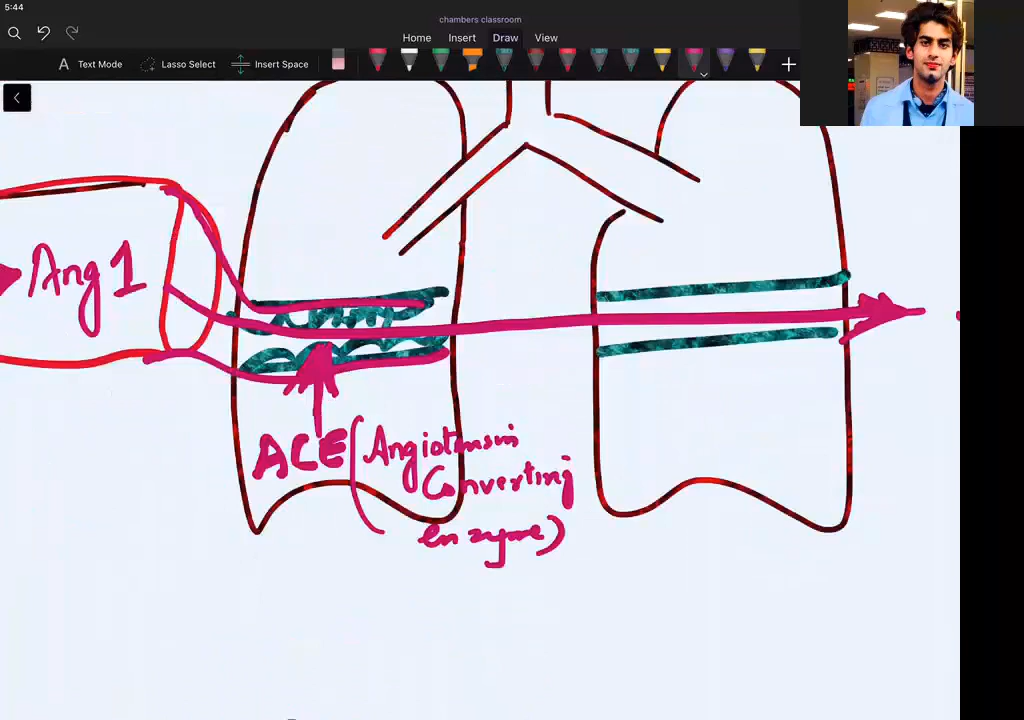 5:44
chambers classroom
Home Insert Draw View
Text Mode Lasso Select Insert Space
Ang 1
ACE (Angiotensin
Converting
enzyme)